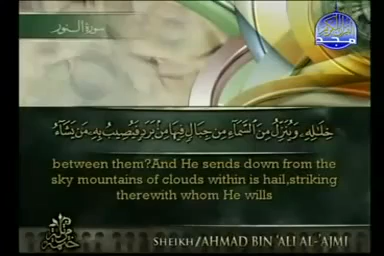 سورة النور
المجد
خِلَٰلِهِۦ وَيُنَزِّلُ مِنَ ٱلسَّمَآءِ مِن جِبَالٍ فِيهَا مِنۢ بَرَدٍ فَيُصِيبُ بِهِۦ مَن يَشَآءُ
between them?And He sends down from the
sky mountains of clouds within is hail,striking
therewith whom He wills
SHEIKH/AHMAD BIN 'ALI AL-'AJMI